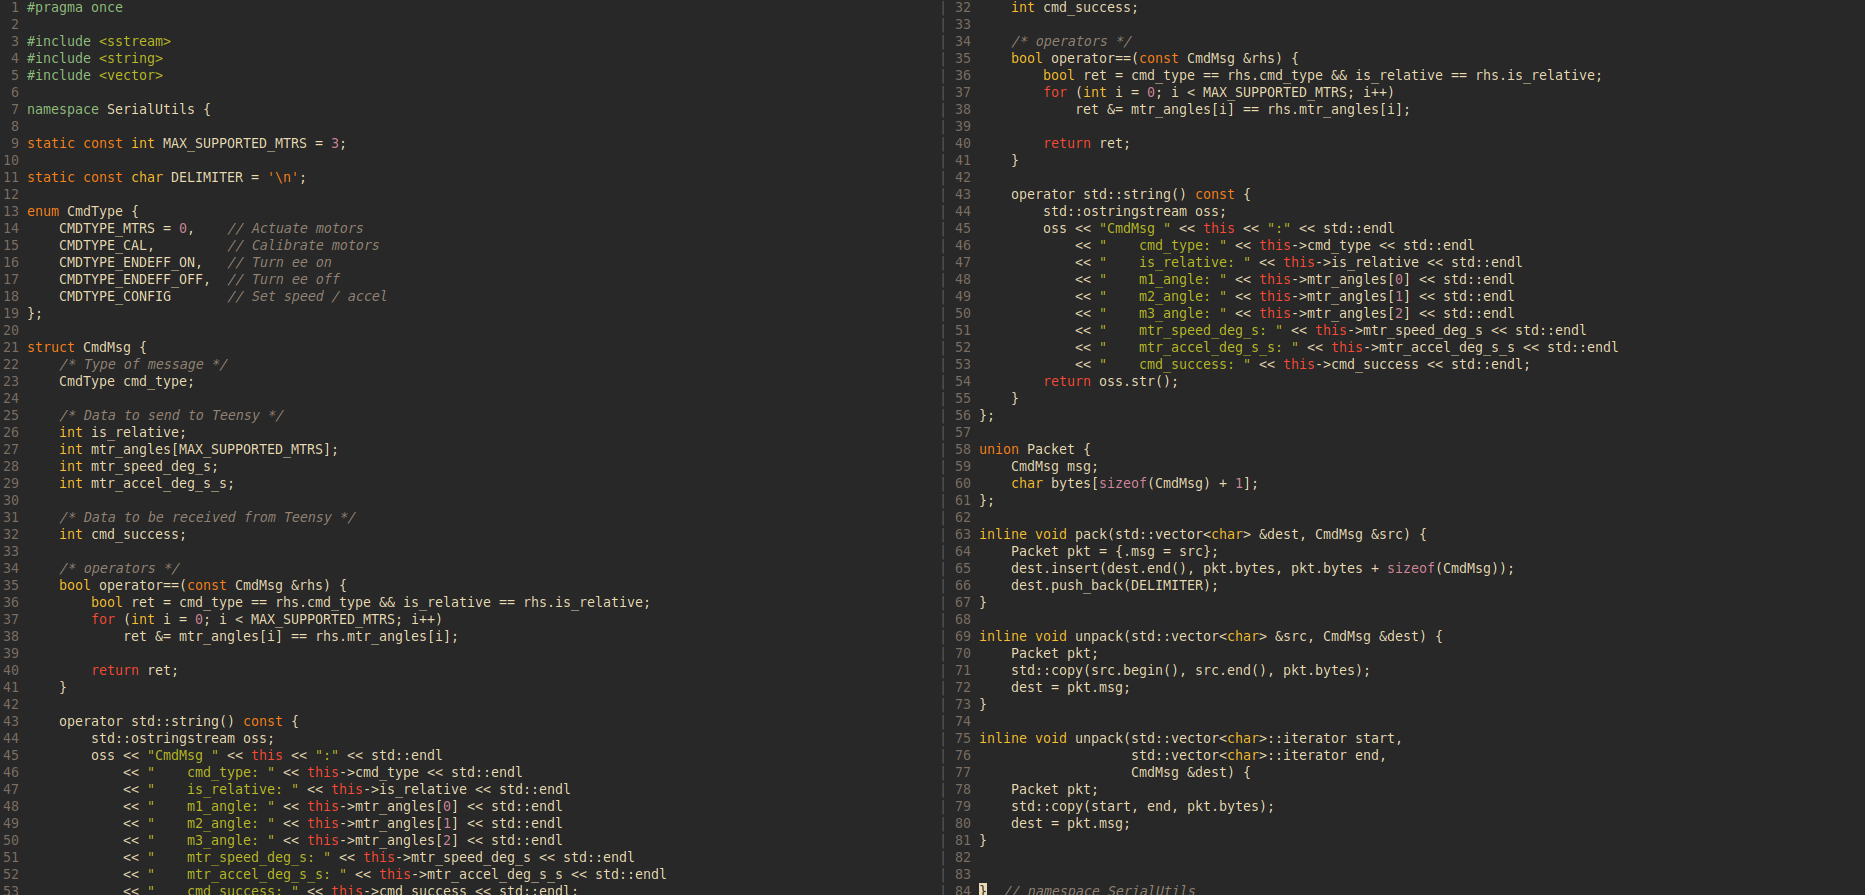 1 #pragma once
2
3 #include <sstream>
4 #include <string>
5 #include <vector>
6
7 namespace SerialUtils {
8
9 static const int MAX_SUPPORTED_MTRS = 3;
10
11 static const char DELIMITER = '\n';
12
13 enum CmdType {
14     CMDTYPE_MTRS = 0,    // Actuate motors
15     CMDTYPE_CAL,         // Calibrate motors
16     CMDTYPE_ENDEFF_ON,   // Turn ee on
17     CMDTYPE_ENDEFF_OFF,  // Turn ee off
18     CMDTYPE_CONFIG       // Set speed / accel
19 };
20
21 struct CmdMsg {
22     /* Type of message */
23     CmdType cmd_type;
24
25     /* Data to send to Teensy */
26     int is_relative;
27     int mtr_angles[MAX_SUPPORTED_MTRS];
28     int mtr_speed_deg_s;
29     int mtr_accel_deg_s_s;
30
31     /* Data to be received from Teensy */
32     int cmd_success;
33
34     /* operators */
35     bool operator==(const CmdMsg &rhs) {
36         bool ret = cmd_type == rhs.cmd_type && is_relative == rhs.is_relative;
37         for (int i = 0; i < MAX_SUPPORTED_MTRS; i++)
38             ret &= mtr_angles[i] == rhs.mtr_angles[i];
39
40         return ret;
41     }
42
43     operator std::string() const {
44         std::ostringstream oss;
45         oss << "CmdMsg " << this << ":" << std::endl
46             << "    cmd_type: " << this->cmd_type << std::endl
47             << "    is_relative: " << this->is_relative << std::endl
48             << "    m1_angle: " << this->mtr_angles[0] << std::endl
49             << "    m2_angle: " << this->mtr_angles[1] << std::endl
50             << "    m3_angle: " << this->mtr_angles[2] << std::endl
51             << "    mtr_speed_deg_s: " << this->mtr_speed_deg_s << std::endl
52             << "    mtr_accel_deg_s_s: " << this->mtr_accel_deg_s_s << std::endl
53             << "    cmd_success: " << this->cmd_success << std::endl;
32     int cmd_success;
33
34     /* operators */
35     bool operator==(const CmdMsg &rhs) {
36         bool ret = cmd_type == rhs.cmd_type && is_relative == rhs.is_relative;
37         for (int i = 0; i < MAX_SUPPORTED_MTRS; i++)
38             ret &= mtr_angles[i] == rhs.mtr_angles[i];
39
40         return ret;
41     }
42
43     operator std::string() const {
44         std::ostringstream oss;
45         oss << "CmdMsg " << this << ":" << std::endl
46             << "    cmd_type: " << this->cmd_type << std::endl
47             << "    is_relative: " << this->is_relative << std::endl
48             << "    m1_angle: " << this->mtr_angles[0] << std::endl
49             << "    m2_angle: " << this->mtr_angles[1] << std::endl
50             << "    m3_angle: " << this->mtr_angles[2] << std::endl
51             << "    mtr_speed_deg_s: " << this->mtr_speed_deg_s << std::endl
52             << "    mtr_accel_deg_s_s: " << this->mtr_accel_deg_s_s << std::endl
53             << "    cmd_success: " << this->cmd_success << std::endl;
54         return oss.str();
55     }
56 };
57
58 union Packet {
59     CmdMsg msg;
60     char bytes[sizeof(CmdMsg) + 1];
61 };
62
63 inline void pack(std::vector<char> &dest, CmdMsg &src) {
64     Packet pkt = {.msg = src};
65     dest.insert(dest.end(), pkt.bytes, pkt.bytes + sizeof(CmdMsg));
66     dest.push_back(DELIMITER);
67 }
68
69 inline void unpack(std::vector<char> &src, CmdMsg &dest) {
70     Packet pkt;
71     std::copy(src.begin(), src.end(), pkt.bytes);
72     dest = pkt.msg;
73 }
74
75 inline void unpack(std::vector<char>::iterator start,
76                    std::vector<char>::iterator end,
77                    CmdMsg &dest) {
78     Packet pkt;
79     std::copy(start, end, pkt.bytes);
80     dest = pkt.msg;
81 }
82
83
84 }  // namespace SerialUtils